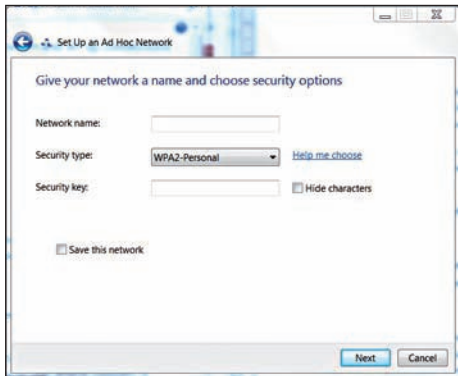 Set Up an Ad Hoc Network
Give your network a name and choose security options
Network name:
Security type: WPA2-Personal Help me choose
Security key: Hide characters
Save this network
Next Cancel